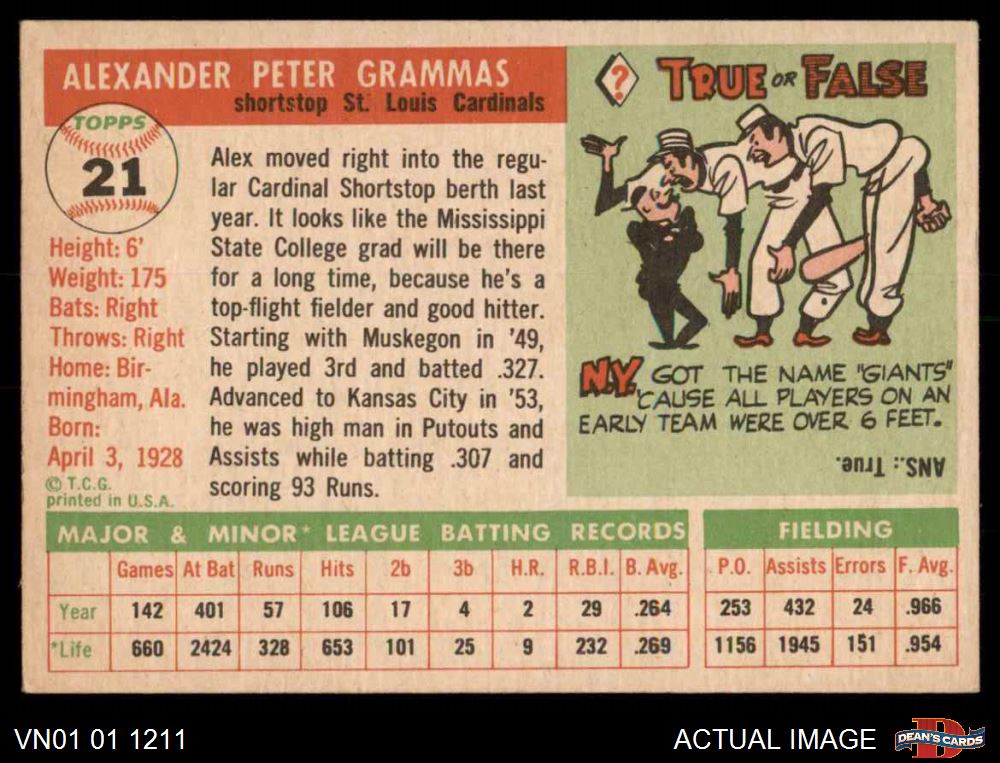 ALEXANDER PETER GRAMMAS
shortstop St. Louis Cardinals
TOPPS
21
Height: 6'
Weight: 175
Bats: Right
Throws: Right
Home: Bir-
mingham, Ala.
Born:
April 3, 1928
© T.C.G.
printed in U.S.A.
Alex moved right into the regu-
lar Cardinal Shortstop berth last
year. It looks like the Mississippi
State College grad will be there
for a long time, because he's a
top-flight fielder and good hitter.
Starting with Muskegon in '49,
he played 3rd and batted .327.
Advanced to Kansas City in '53,
he was high man in Putouts and
Assists while batting .307 and
scoring 93 Runs.
? TRUE OR FALSE
N.Y. GOT THE NAME "GIANTS"
'CAUSE ALL PLAYERS ON AN
EARLY TEAM WERE OVER 6 FEET.
ANS.: True.
MAJOR & MINOR* LEAGUE BATTING RECORDS FIELDING
Games At Bat Runs Hits 2b 3b H.R. R.B.I. B. Avg. P.O. Assists Errors F. Avg.
Year 142 401 57 106 17 4 2 29 .264 253 432 24 .966
*Life 660 2424 328 653 101 25 9 232 .269 1156 1945 151 .954
VN01 01 1211
ACTUAL IMAGE
DEAN'S CARDS